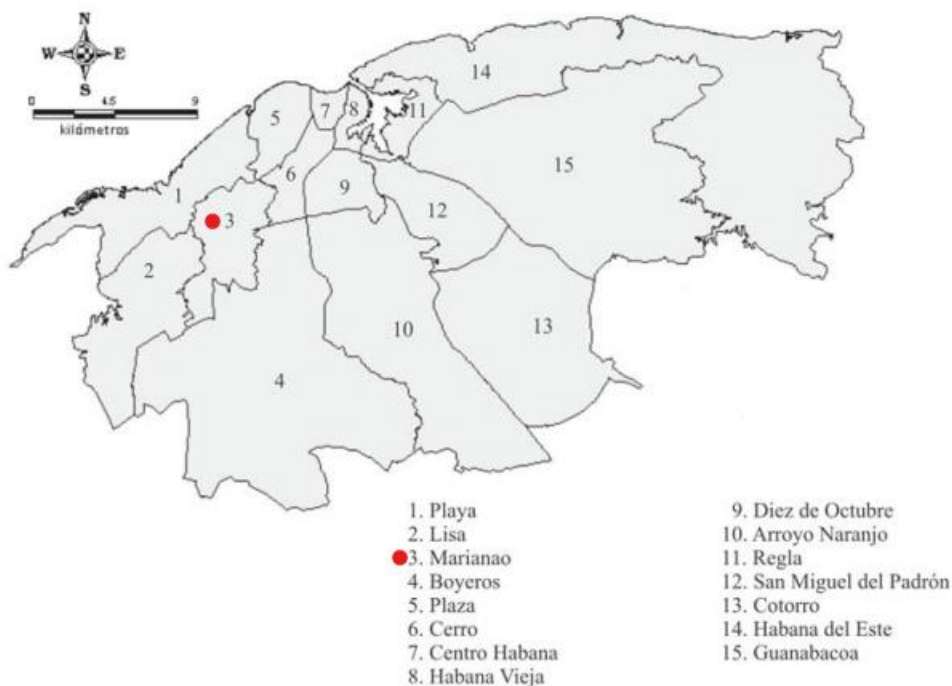 N
W E
S
0 4.5 9
kilómetros
14
5
7
8
11
15
6
1
9
12
3
2
10
13
4
1. Playa
2. Lisa
3. Marianao
4. Boyeros
5. Plaza
6. Cerro
7. Centro Habana
8. Habana Vieja
9. Diez de Octubre
10. Arroyo Naranjo
11. Regla
12. San Miguel del Padrón
13. Cotorro
14. Habana del Este
15. Guanabacoa